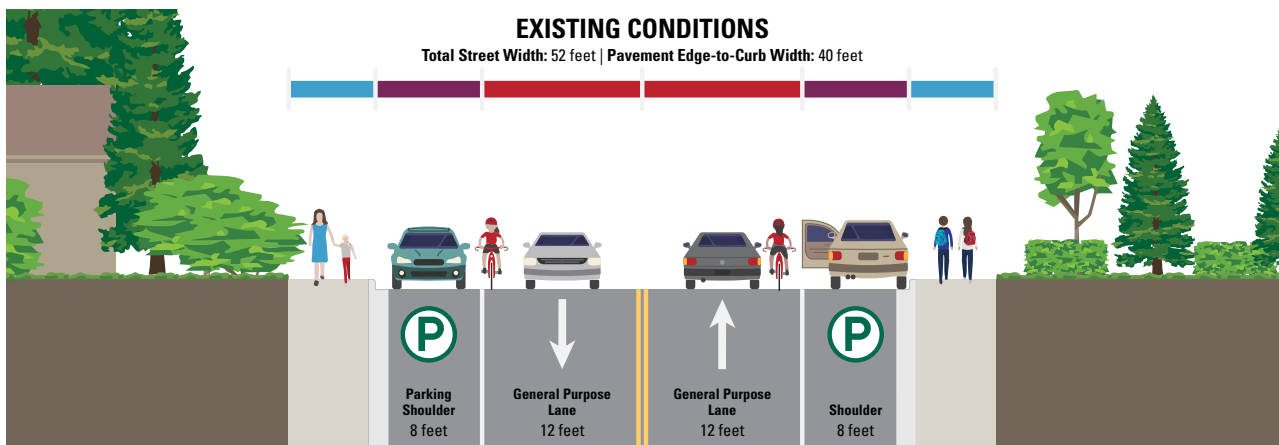 EXISTING CONDITIONS
Total Street Width: 52 feet | Pavement Edge-to-Curb Width: 40 feet
P
P
Parking
Shoulder
8 feet
General Purpose
Lane
12 feet
General Purpose
Lane
12 feet
Shoulder
8 feet